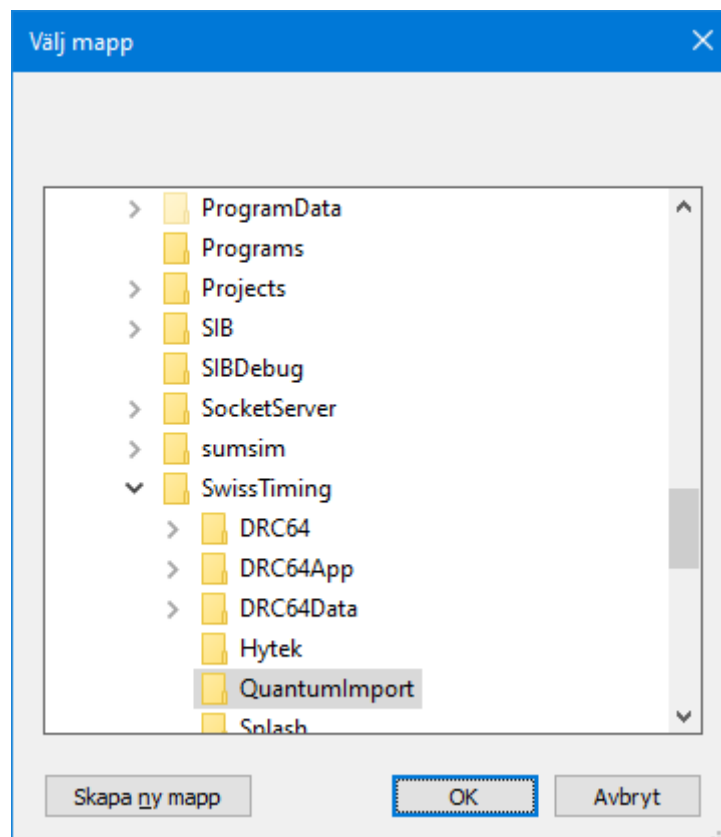 Välj mapp
ProgramData
Programs
Projects
SIB
SIBDebug
SocketServer
sumsim
SwissTiming
DRC64
DRC64App
DRC64Data
Hytek
QuantumImport
Splash
Skapa ny mapp
OK
Avbryt